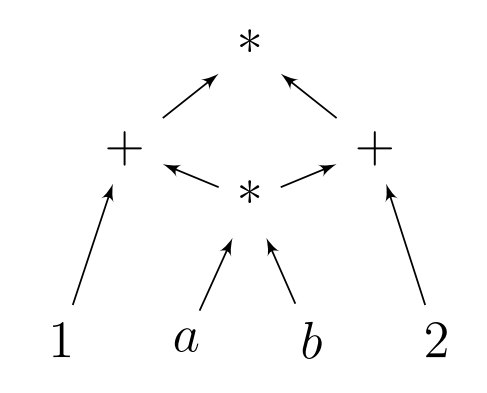 *
+ +
*
1 a b 2